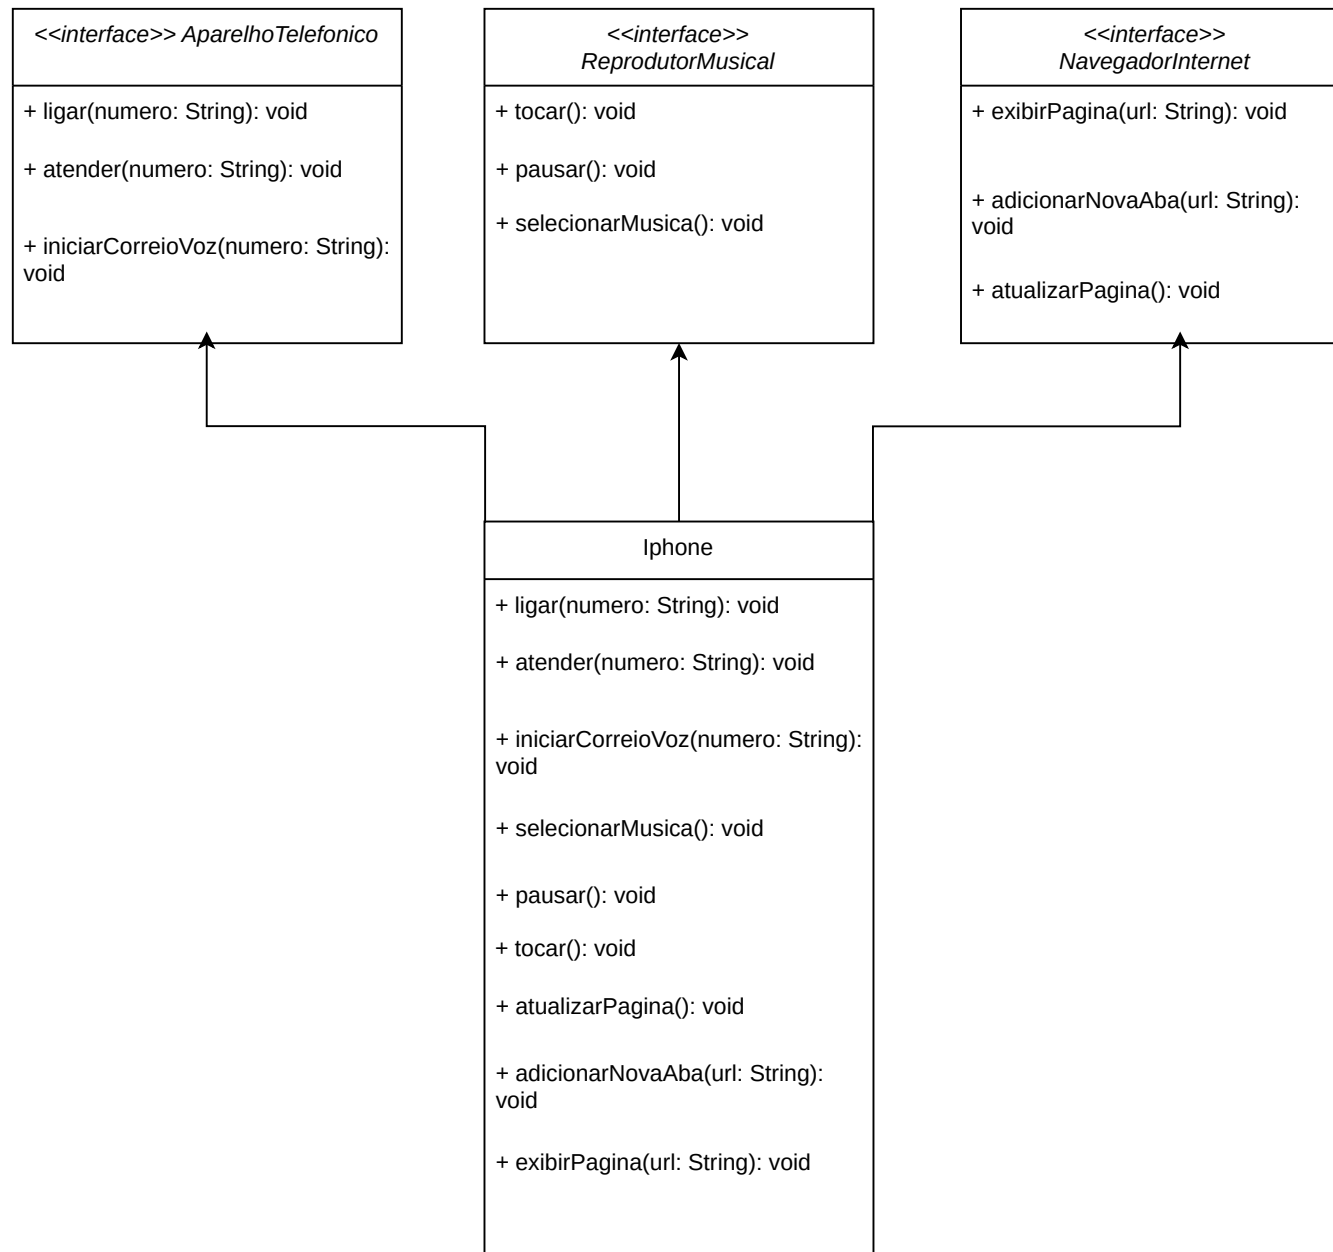 <<interface>> AparelhoTelefonico
+ ligar(numero: String): void
+ atender(numero: String): void
+ iniciarCorreioVoz(numero: String):
void
<<interface>>
ReprodutorMusical
+ tocar(): void
+ pausar(): void
+ selecionarMusica(): void
<<interface>>
NavegadorInternet
+ exibirPagina(url: String): void
+ adicionarNovaAba(url: String):
void
+ atualizarPagina(): void
Iphone
+ ligar(numero: String): void
+ atender(numero: String): void
+ iniciarCorreioVoz(numero: String):
void
+ selecionarMusica(): void
+ pausar(): void
+ tocar(): void
+ atualizarPagina(): void
+ adicionarNovaAba(url: String):
void
+ exibirPagina(url: String): void